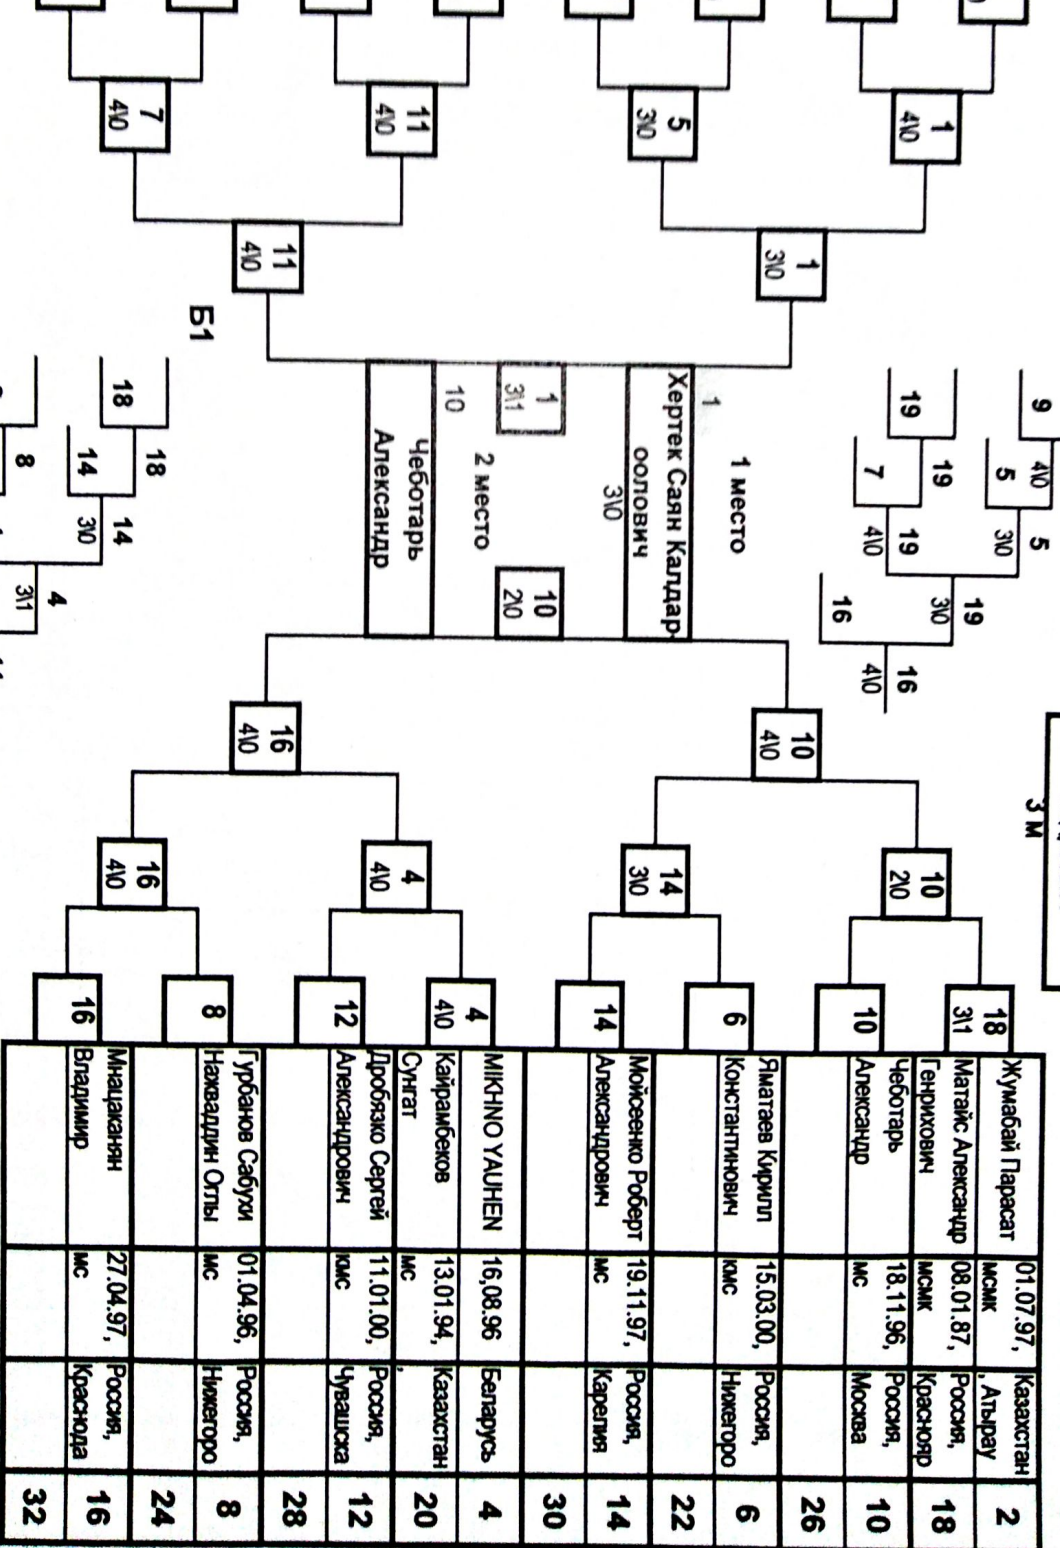 3 м
9
4\0
5
5
3\0
19
19
7
19
4\0
19
3\0
16
16
4\0
1
4\0
5
3\0
1
3\0
11
4\0
7
4\0
11
4\0
1 место
1
Хертек Саян Калдар-
оолович
3\0
1
3\1
10
2\0
2 место
10
Чеботарь
Александр
Б1
18
18
14
14
3\0
8
4
3\1
10
4\0
16
4\0
10
2\0
14
3\0
4
4\0
16
4\0
18
3\1
10
6
14
4
4\0
12
8
16
Жумабай Парасат 01.07.97, Казахстан 2
мсмк , Атырау
Матайс Александр 08.01.87, Россия, 18
Генрихович мсмк Краснояр
Чеботарь 18.11.96, Россия, 10
Александр мс Москва
26
Яматаев Кирилл 15.03.00, Россия, 6
Константинович кмс Нижегоро
22
Мойсеенко Роберт 19.11.97, Россия, 14
Александрович мс Карелия
30
MIKHNO YAUHEN 16,08.96 Беларусь 4
Кайрамбеков 13.01.94, Казахстан 20
Сунгат мс ,
Дробязко Сергей 11.01.00, Россия, 12
Александрович кмс Чувашска
28
Гурбанов Сабухи 01.04.96, Россия, 8
Нажваддин Оглы мс Нижегоро
24
Мнацаканян 27.04.97, Россия, 16
Владимир мс Краснода
32